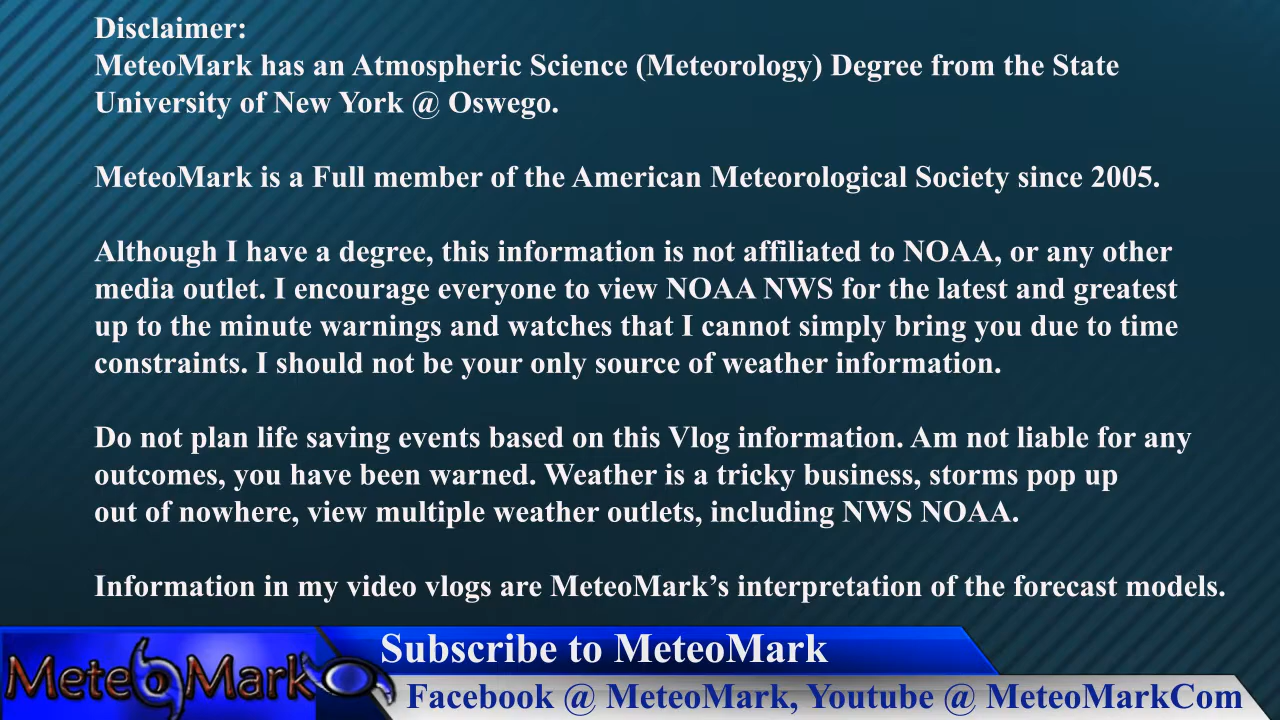 Disclaimer:
MeteoMark has an Atmospheric Science (Meteorology) Degree from the State
University of New York @ Oswego.
MeteoMark is a Full member of the American Meteorological Society since 2005.
Although I have a degree, this information is not affiliated to NOAA, or any other
media outlet. I encourage everyone to view NOAA NWS for the latest and greatest
up to the minute warnings and watches that I cannot simply bring you due to time
constraints. I should not be your only source of weather information.
Do not plan life saving events based on this Vlog information. Am not liable for any
outcomes, you have been warned. Weather is a tricky business, storms pop up
out of nowhere, view multiple weather outlets, including NWS NOAA.
Information in my video vlogs are MeteoMark’s interpretation of the forecast models.
Subscribe to MeteoMark
MeteoMark
Facebook @ MeteoMark, Youtube @ MeteoMarkCom